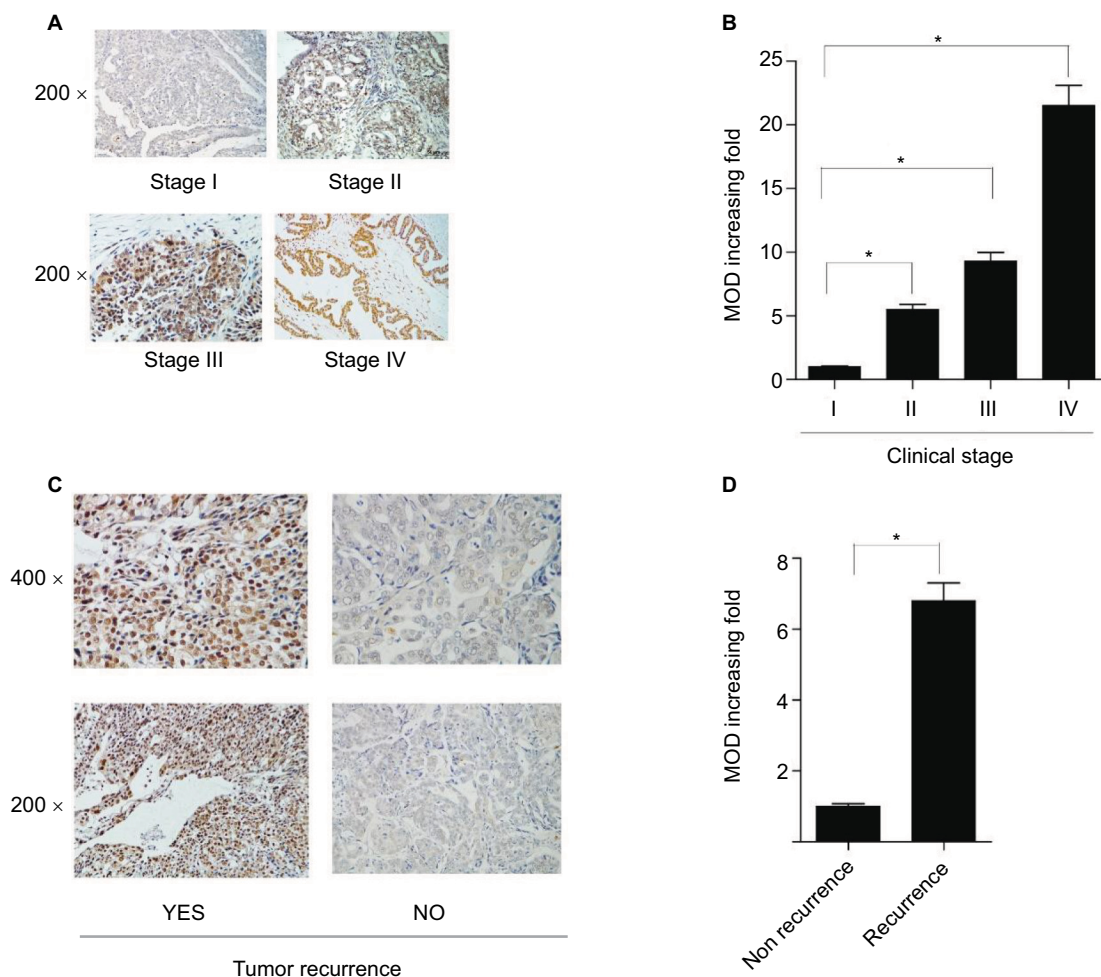 A
200 ×
Stage I
Stage II
200 ×
Stage III
Stage IV
B
MOD increasing fold
25
20
15
10
5
0
*
*
*
I
II
III
IV
Clinical stage
C
400 ×
200 ×
YES
NO
Tumor recurrence
D
MOD increasing fold
8
6
4
2
*
Non recurrence
Recurrence